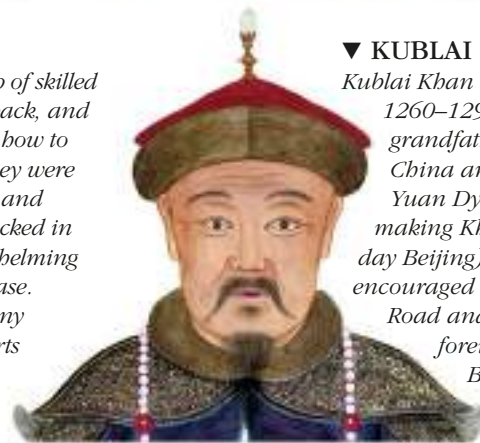 of skilled
ack, and
how to
ey were
and
cked in
helming
ase.
ny
rts
▼ KUBLAI
Kublai Khan
1260–129
grandfat
China an
Yuan Dy
making Kh
day Beijing)
encouraged
Road and
forei
B